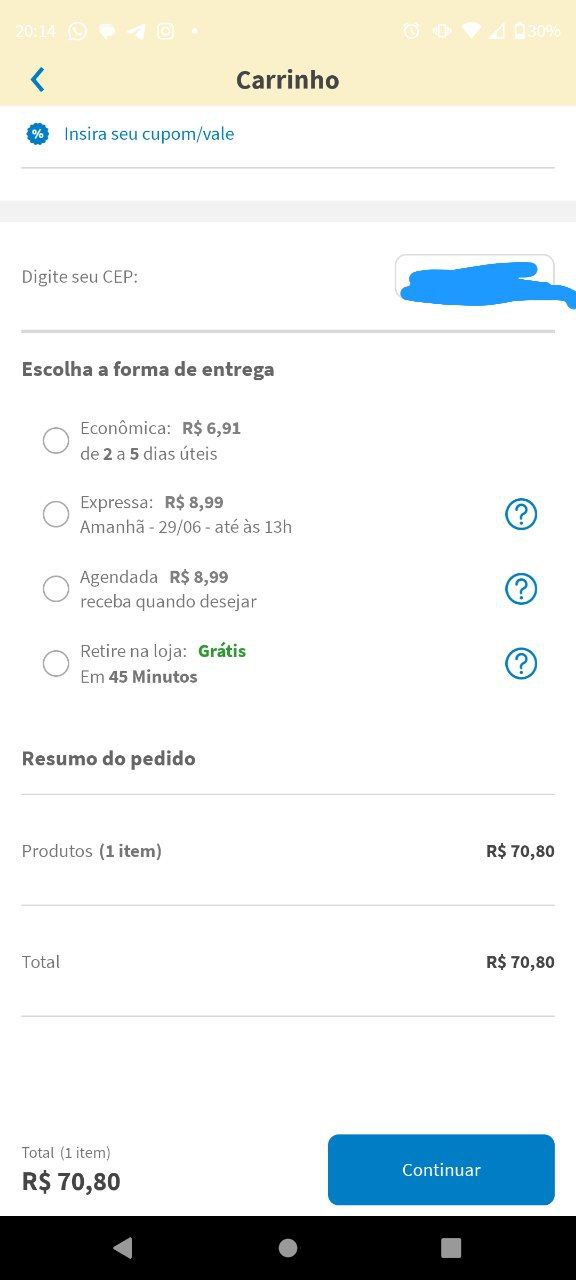 20:14
30%
Carrinho
% Insira seu cupom/vale
Digite seu CEP:
Escolha a forma de entrega
Econômica: R$ 6,91
de 2 a 5 dias úteis
Expressa: R$ 8,99
Amanhã - 29/06 - até às 13h
?
Agendada R$ 8,99
receba quando desejar
?
Retire na loja: Grátis
Em 45 Minutos
?
Resumo do pedido
Produtos (1 item) R$ 70,80
Total R$ 70,80
Total (1 item)
R$ 70,80
Continuar